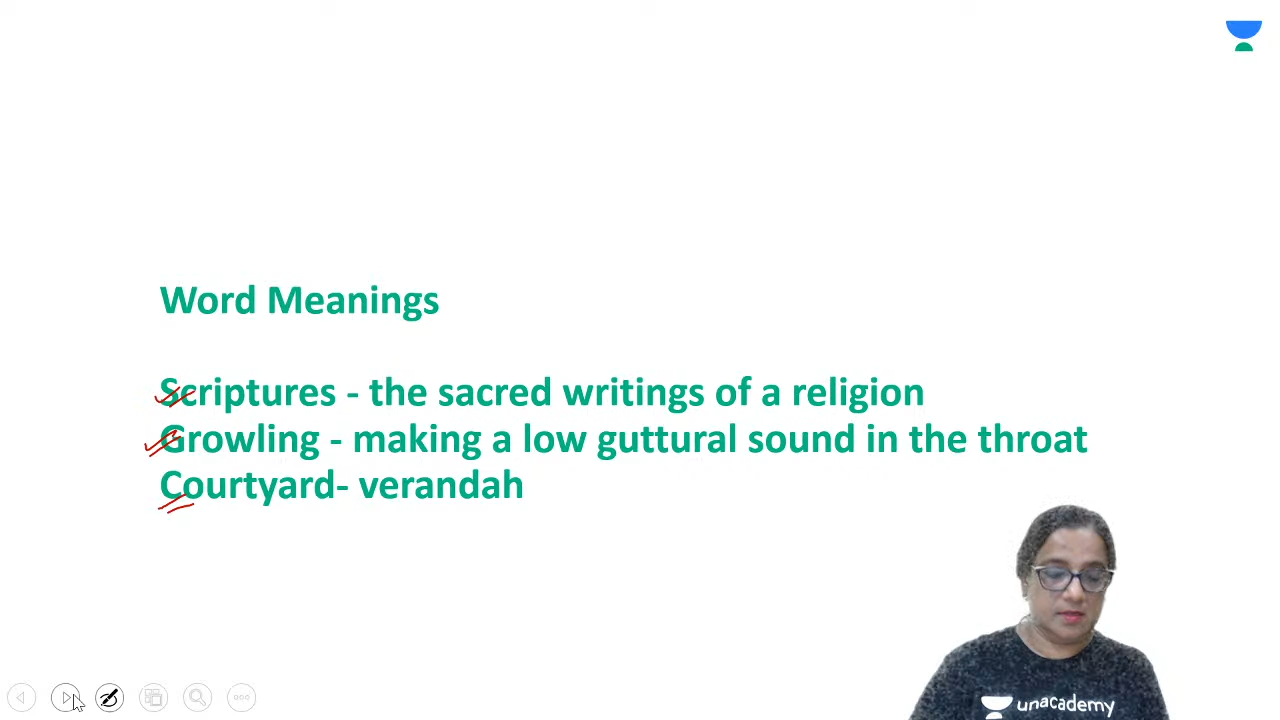 Word Meanings
Scriptures - the sacred writings of a religion
Growling - making a low guttural sound in the throat
Courtyard- verandah
unacademy